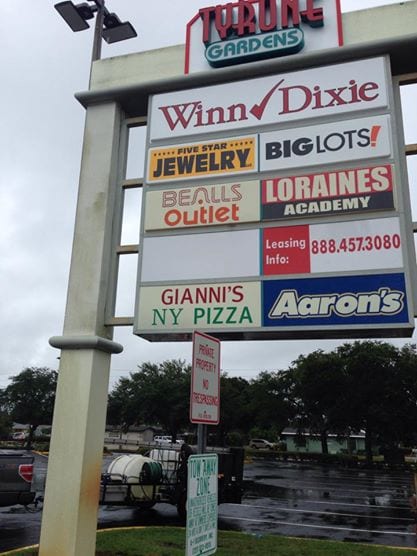 TYRONE
GARDENS
Winn Dixie
FIVE STAR
JEWELRY
BIG LOTS!
BEALLS
Outlet
LORAINES
ACADEMY
Leasing
Info:
888.457.3080
GIANNI'S
NY PIZZA
Aaron's
PRIVATE
PROPERTY
NO
TRESPASSING
TOW AWAY
ZONE